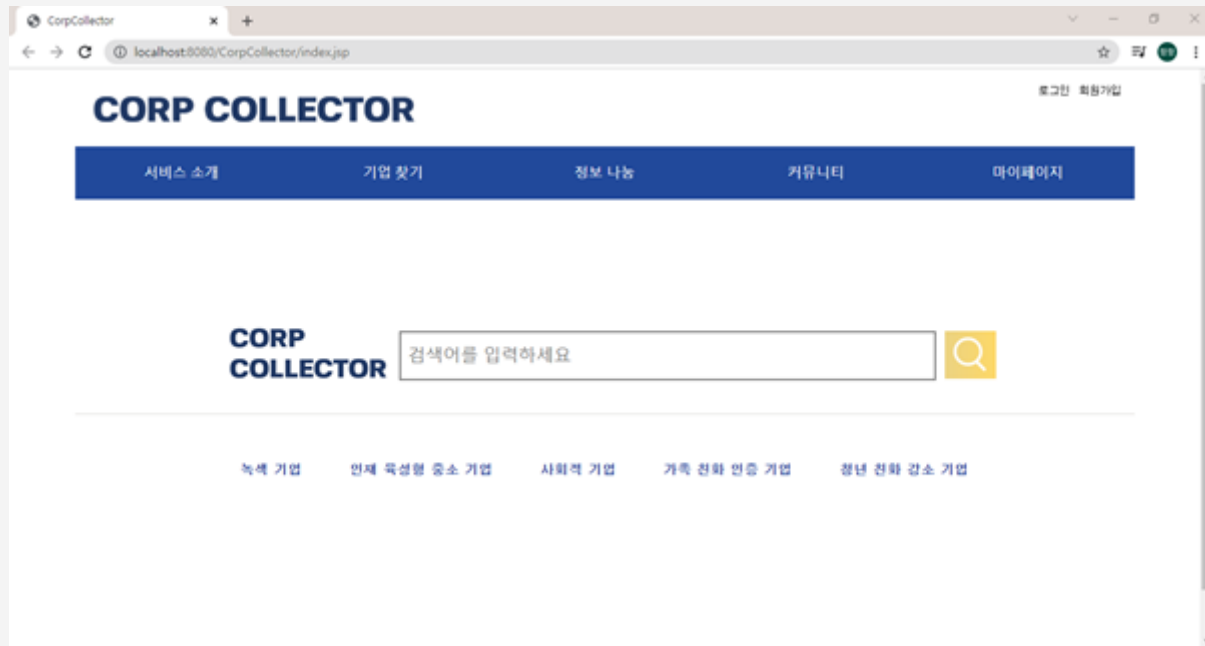 CorpCollector
localhost:8080/CorpCollector/index.jsp
로그인 회원가입
CORP COLLECTOR
서비스 소개 기업 찾기 정보 나눔 커뮤니티 마이페이지
CORP
COLLECTOR
검색어를 입력하세요
녹색 기업 인재 육성형 중소 기업 사회적 기업 가족 친화 인증 기업 청년 친화 강소 기업